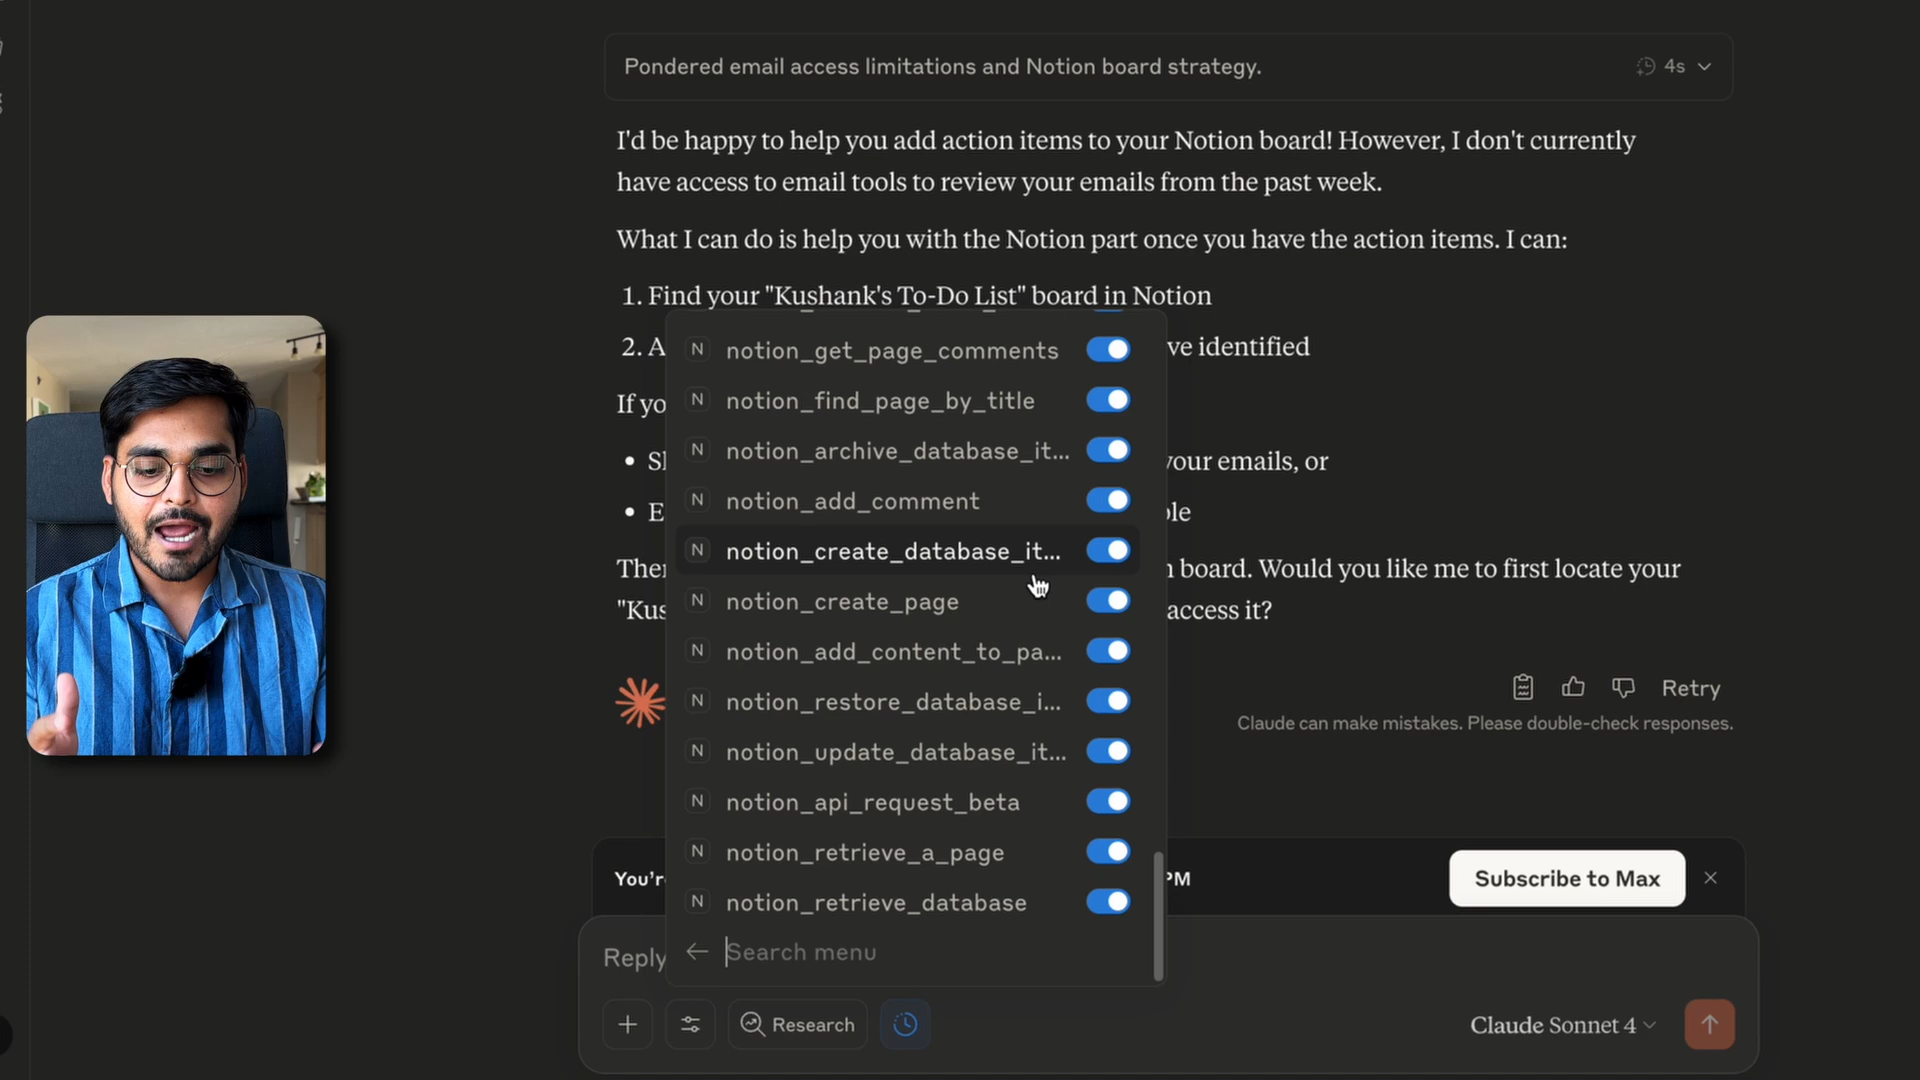 Pondered email access limitations and Notion board strategy.
4s
I'd be happy to help you add action items to your Notion board! However, I don't currently
have access to email tools to review your emails from the past week.
What I can do is help you with the Notion part once you have the action items. I can:
1. Find your "Kushank's To-Do List" board in Notion
2. A
ve identified
If yo
your emails, or
ple
Then
n board. Would you like me to first locate your
"Kus
access it?
N notion_get_page_comments
N notion_find_page_by_title
N notion_archive_database_it...
N notion_add_comment
N notion_create_database_it...
N notion_create_page
N notion_add_content_to_pa...
N notion_restore_database_i...
N notion_update_database_it...
N notion_api_request_beta
N notion_retrieve_a_page
N notion_retrieve_database
Search menu
Retry
Claude can make mistakes. Please double-check responses.
You'r
PM
Subscribe to Max
Reply
Research
Claude Sonnet 4